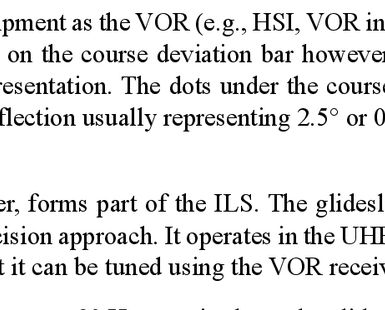 upment as the VOR (e.g., HSI, VOR in
on the course deviation bar however
resentation. The dots under the course
flection usually representing 2.5° or 0
er, forms part of the ILS. The glidesl
cision approach. It operates in the UHF
t it can be tuned using the VOR receiv